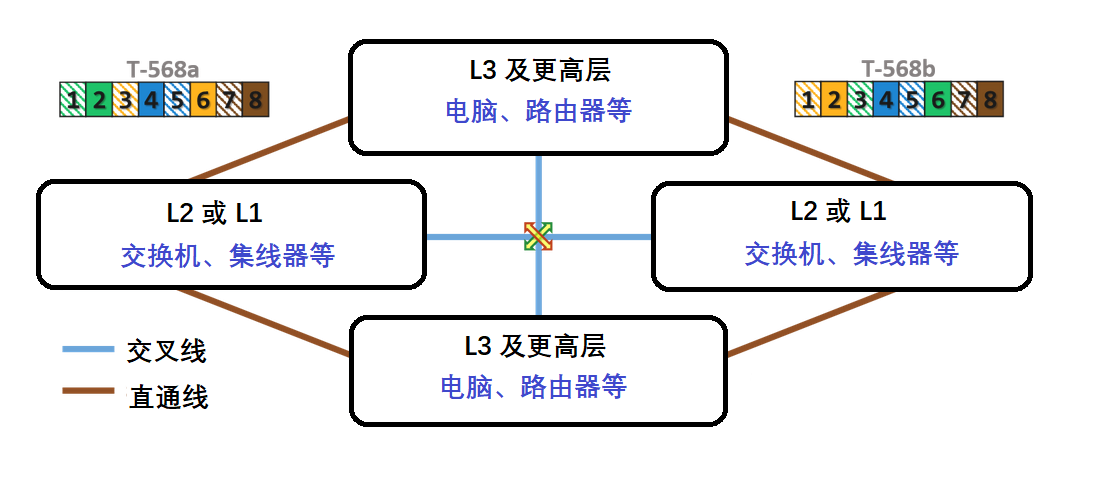 T-568a
1 2 3 4 5 6 7 8
L3 及更高层
电脑、路由器等
T-568b
1 2 3 4 5 6 7 8
L2 或 L1
交换机、集线器等
L2 或 L1
交换机、集线器等
L3 及更高层
电脑、路由器等
交叉线
直通线